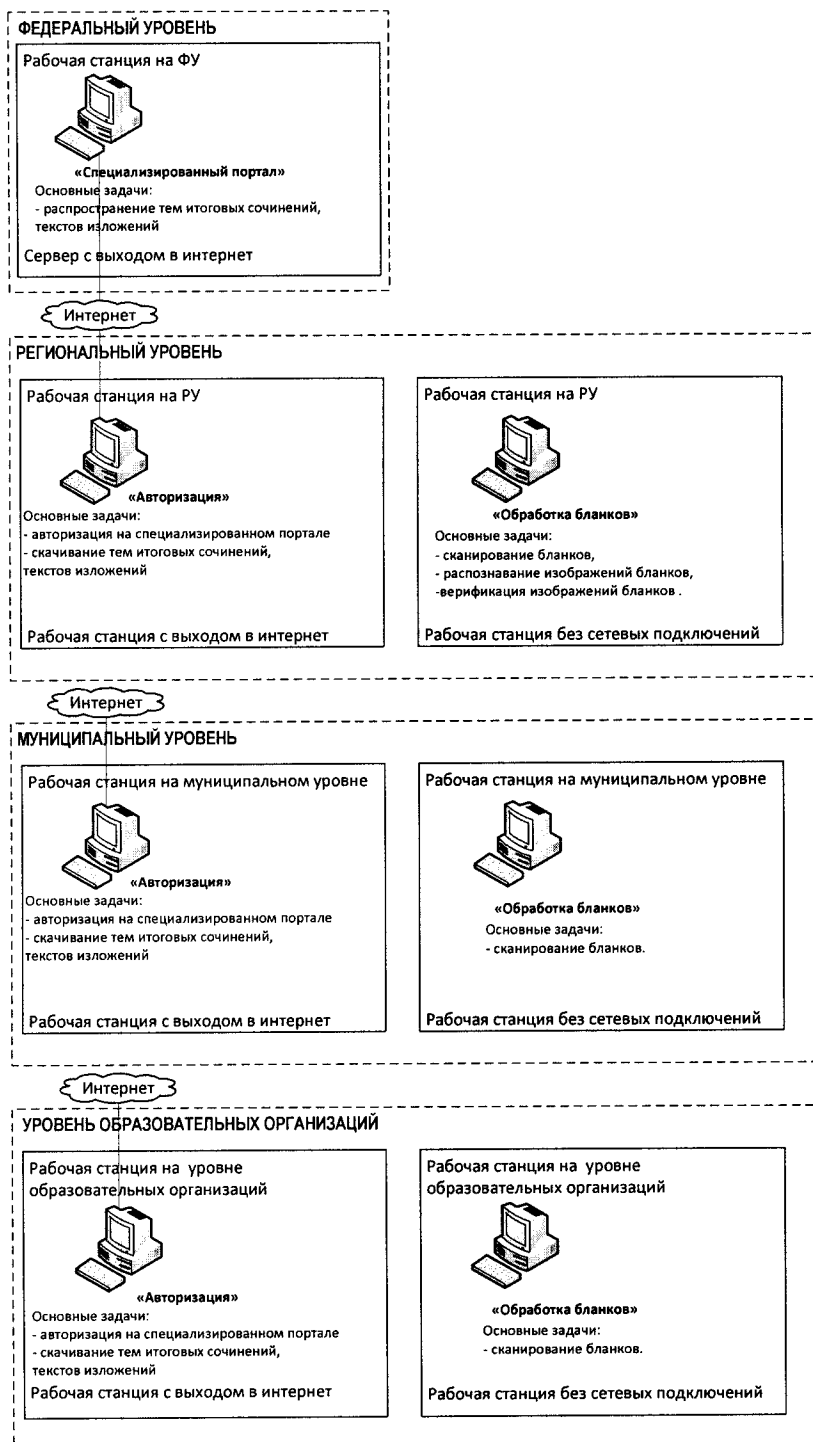 ФЕДЕРАЛЬНЫЙ УРОВЕНЬ
Рабочая станция на ФУ
«Специализированный портал»
Основные задачи:
- распространение тем итоговых сочинений,
текстов изложений
Сервер с выходом в интернет
Интернет
РЕГИОНАЛЬНЫЙ УРОВЕНЬ
Рабочая станция на РУ
«Авторизация»
Основные задачи:
- авторизация на специализированном портале
- скачивание тем итоговых сочинений,
текстов изложений
Рабочая станция с выходом в интернет
Рабочая станция на РУ
«Обработка бланков»
Основные задачи:
- сканирование бланков,
- распознавание изображений бланков,
-верификация изображений бланков .
Рабочая станция без сетевых подключений
Интернет
МУНИЦИПАЛЬНЫЙ УРОВЕНЬ
Рабочая станция на муниципальном уровне
«Авторизация»
Основные задачи:
- авторизация на специализированном портале
- скачивание тем итоговых сочинений,
текстов изложений
Рабочая станция с выходом в интернет
Рабочая станция на муниципальном уровне
«Обработка бланков»
Основные задачи:
- сканирование бланков.
Рабочая станция без сетевых подключений
Интернет
УРОВЕНЬ ОБРАЗОВАТЕЛЬНЫХ ОРГАНИЗАЦИЙ
Рабочая станция на уровне
образовательных организаций
«Авторизация»
Основные задачи:
- авторизация на специализированном портале
- скачивание тем итоговых сочинений,
текстов изложений
Рабочая станция с выходом в интернет
Рабочая станция на уровне
образовательных организаций
«Обработка бланков»
Основные задачи:
- сканирование бланков.
Рабочая станция без сетевых подключений